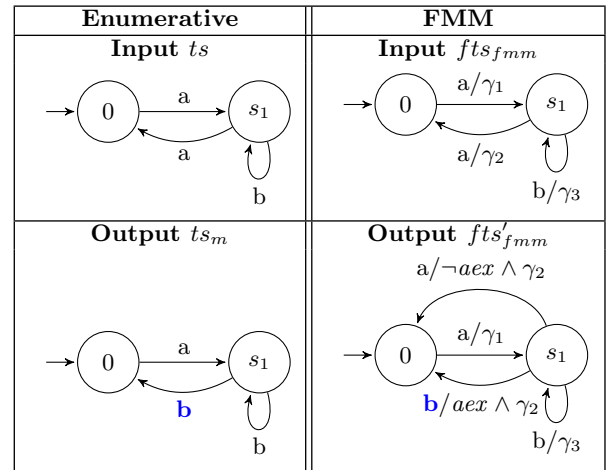 Enumerative FMM
Input ts Input fts_fmm
0 a s₁ a b
0 a/γ₁ s₁ a/γ₂ b/γ₃
Output ts_m Output fts′_fmm
0 a s₁ b b
a/¬aex ∧ γ₂
0 a/γ₁ s₁
b/aex ∧ γ₂
b/γ₃